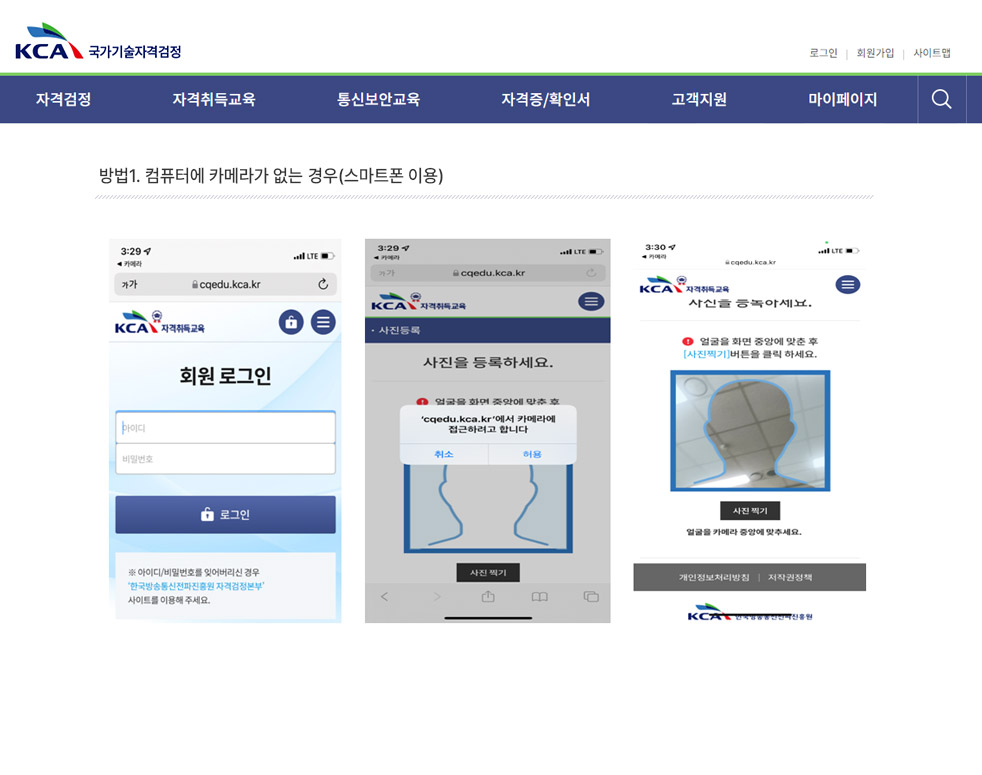 KCA 국가기술자격검정
로그인 | 회원가입 | 사이트맵
자격검정 자격취득교육 통신보안교육 자격증/확인서 고객지원 마이페이지
방법1. 컴퓨터에 카메라가 없는 경우(스마트폰 이용)
3:29
LTE
◀ 카메라
가가 cqedu.kca.kr
KCA 자격취득교육
회원 로그인
아이디
비밀번호
로그인
※ 아이디/비밀번호를 잊어버리신 경우
'한국방송통신전파진흥원 자격검정본부'
사이트를 이용해 주세요.
3:29
LTE
◀ 카메라
가가 cqedu.kca.kr
KCA 자격취득교육
· 사진등록
사진을 등록하세요.
얼굴을 화면 중앙에 맞춘 후
'cqedu.kca.kr'에서 카메라에
접근하려고 합니다
취소 허용
사진 찍기
3:30
LTE
◀ 카메라
cqedu.kca.kr
KCA 자격취득교육
사진을 등록하세요.
얼굴을 화면 중앙에 맞춘 후
[사진찍기]버튼을 클릭 하세요.
사진 찍기
얼굴을 카메라 중앙에 맞추세요.
개인정보처리방침 | 저작권정책
KCA 한국방송통신전파진흥원